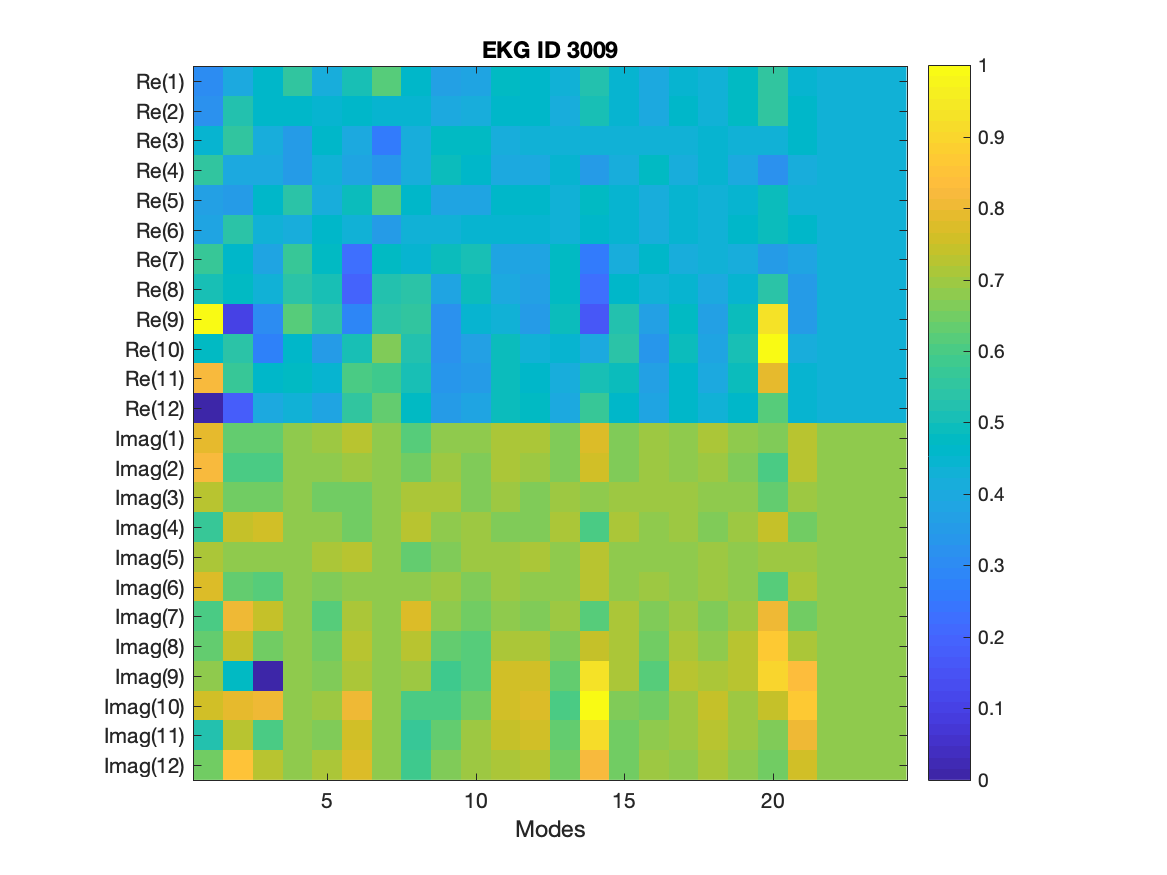 EKG ID 3009
Re(1)
Re(2)
Re(3)
Re(4)
Re(5)
Re(6)
Re(7)
Re(8)
Re(9)
Re(10)
Re(11)
Re(12)
Imag(1)
Imag(2)
Imag(3)
Imag(4)
Imag(5)
Imag(6)
Imag(7)
Imag(8)
Imag(9)
Imag(10)
Imag(11)
Imag(12)
5 10 15 20
Modes
1
0.9
0.8
0.7
0.6
0.5
0.4
0.3
0.2
0.1
0